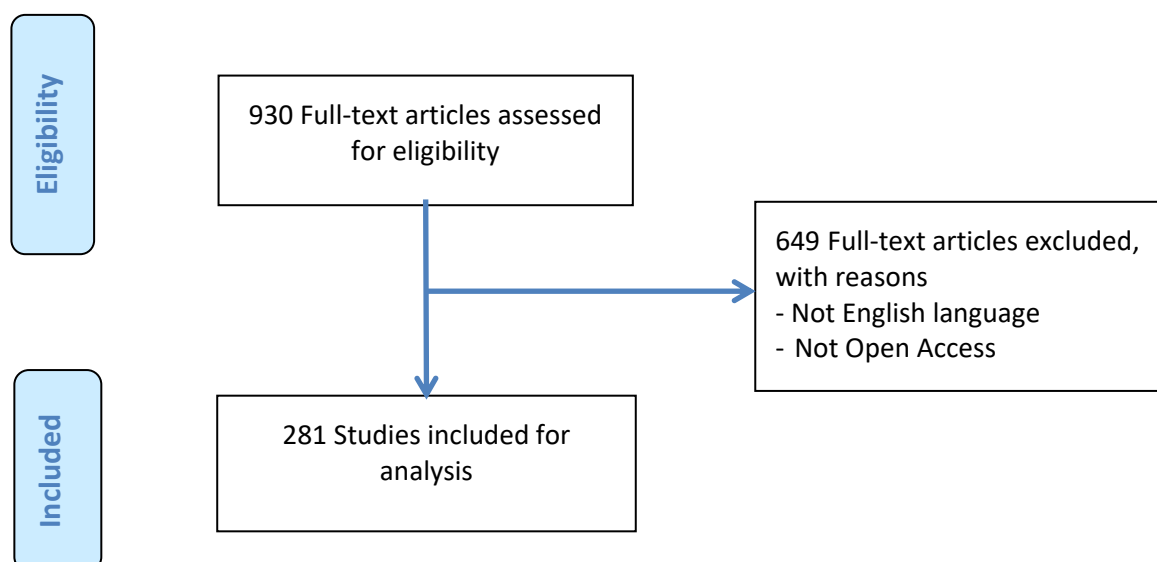 Eligibility
930 Full-text articles assessed
for eligibility
649 Full-text articles excluded,
with reasons
- Not English language
- Not Open Access
Included
281 Studies included for
analysis